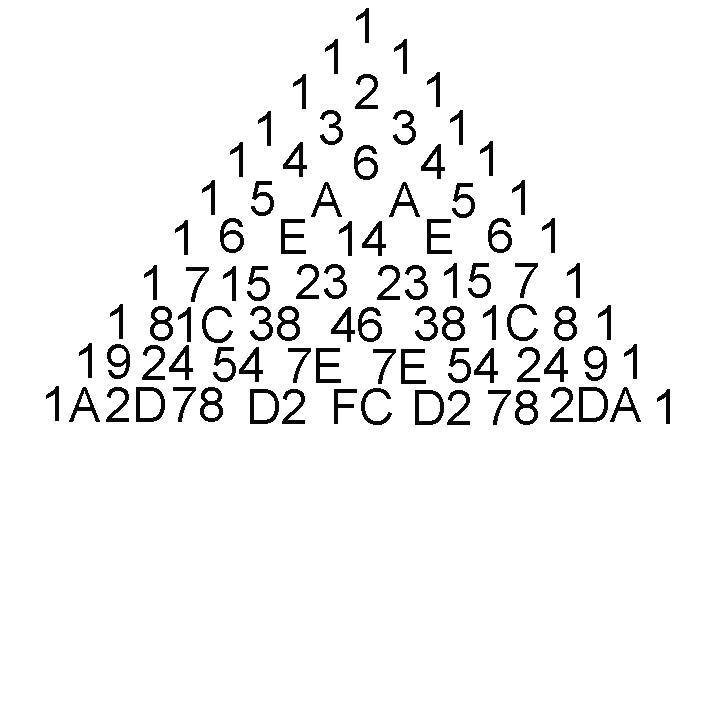 1
1 1
1 2 1
1 3 3 1
1 4 6 4 1
1 5 A A 5 1
1 6 E 14 E 6 1
1 7 15 23 23 15 7 1
1 8 1C 38 46 38 1C 8 1
1 9 24 54 7E 7E 54 24 9 1
1 A 2D 78 D2 FC D2 78 2D A 1